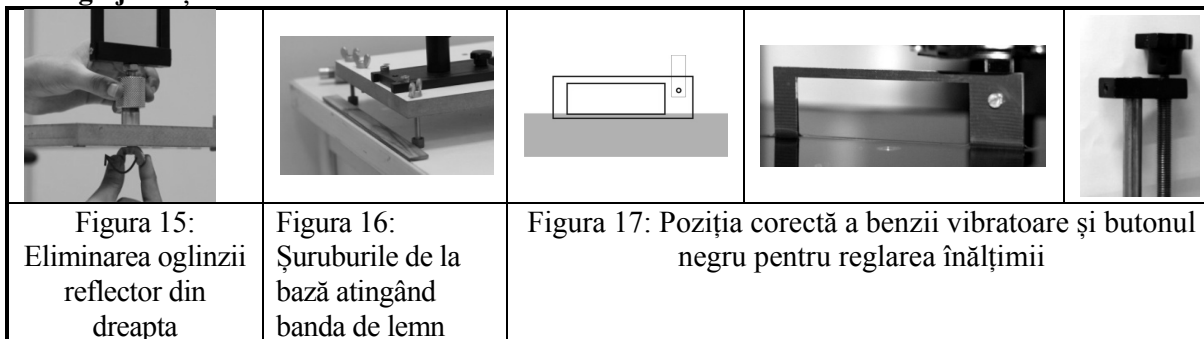 Figura 15:
Eliminarea oglinzii
reflector din
dreapta
Figura 16:
Șuruburile de la
bază atingând
banda de lemn
Figura 17: Poziția corectă a benzii vibratoare și butonul
negru pentru reglarea înălțimii